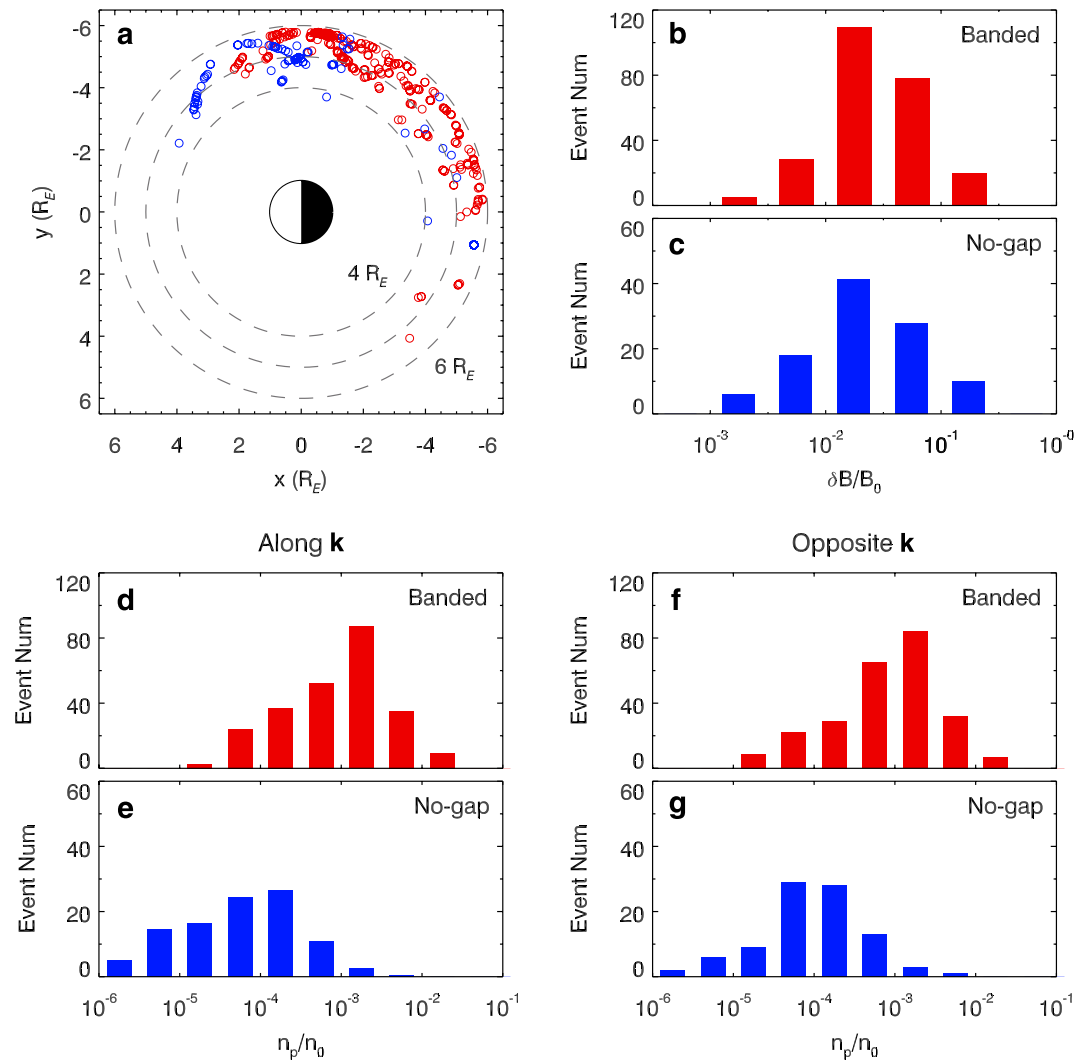 a
-6
-4
-2
0
2
4
6
y (R_E)
4 R_E
6 R_E
6 4 2 0 -2 -4 -6
x (R_E)
b
Banded
120
80
40
0
Event Num
c
No-gap
60
40
20
0
Event Num
10^-3 10^-2 10^-1 10^-0
δB/B_0
Along k
d
Banded
120
80
40
0
Event Num
e
No-gap
60
40
20
0
Event Num
10^-6 10^-5 10^-4 10^-3 10^-2 10^-1
n_p/n_0
Opposite k
f
Banded
120
80
40
0
Event Num
g
No-gap
60
40
20
0
Event Num
10^-6 10^-5 10^-4 10^-3 10^-2 10^-1
n_p/n_0